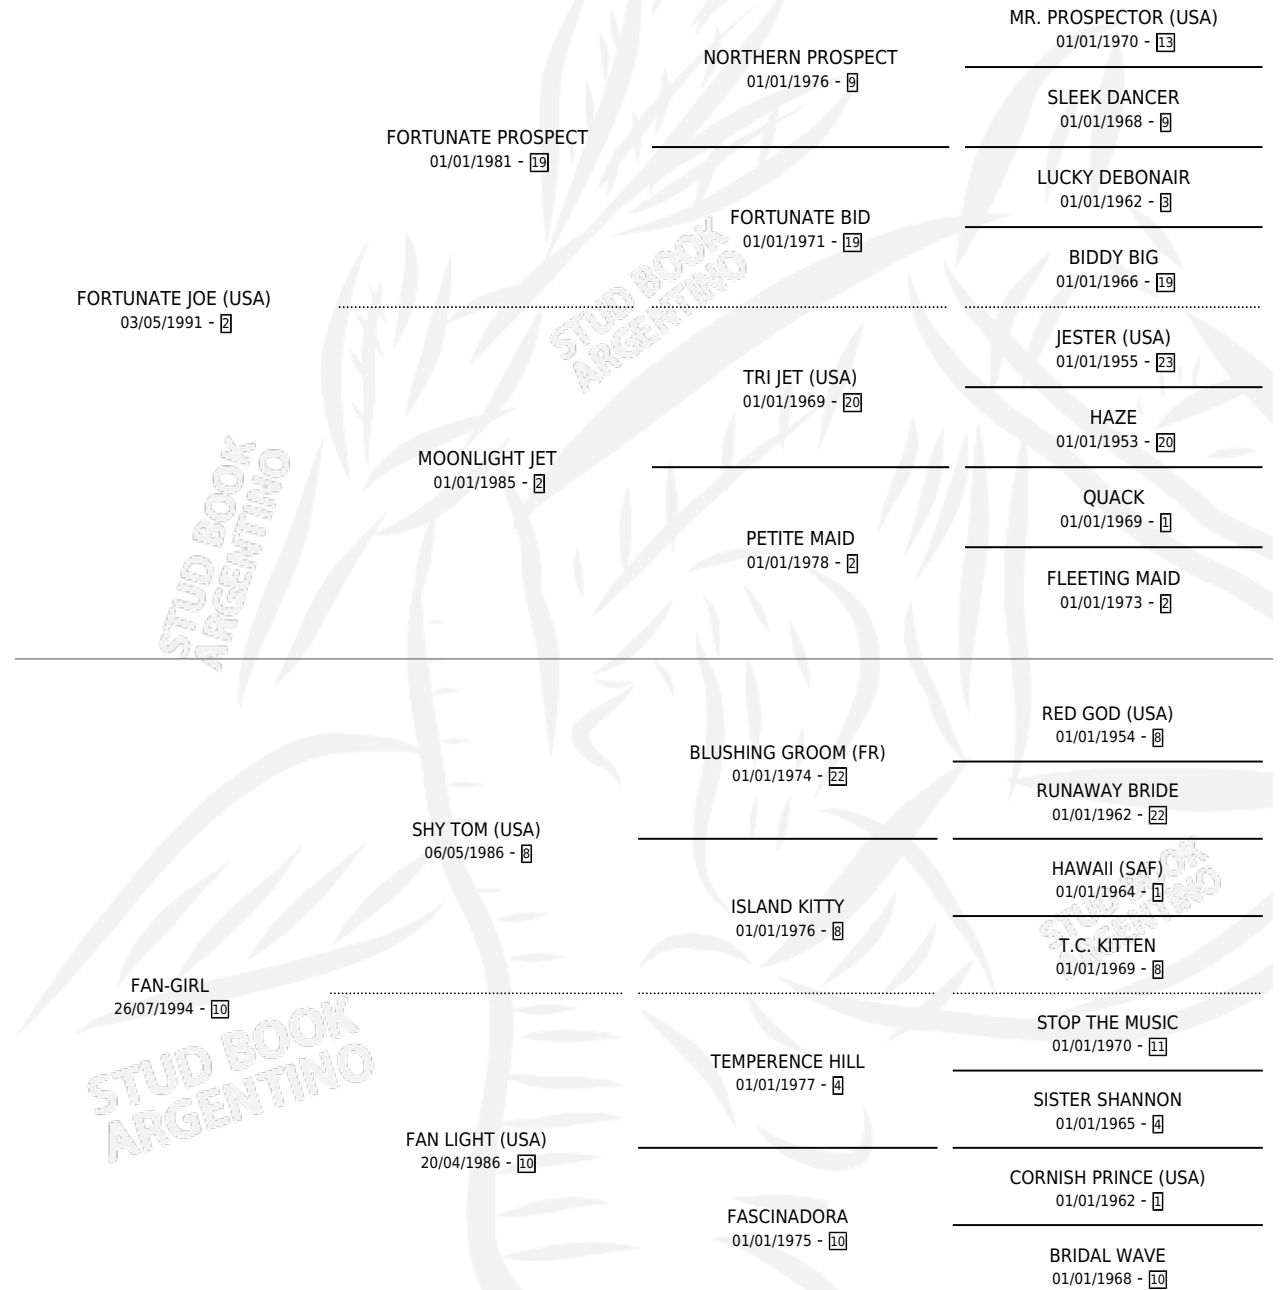 MR. PROSPECTOR (USA)
01/01/1970 - 13
NORTHERN PROSPECT
01/01/1976 - 9
SLEEK DANCER
01/01/1968 - 9
FORTUNATE PROSPECT
01/01/1981 - 19
LUCKY DEBONAIR
01/01/1962 - 3
FORTUNATE BID
01/01/1971 - 19
BIDDY BIG
01/01/1966 - 19
FORTUNATE JOE (USA)
03/05/1991 - 2
STUD BOOK
ARGENTINO
JESTER (USA)
01/01/1955 - 23
TRI JET (USA)
01/01/1969 - 20
HAZE
01/01/1953 - 20
MOONLIGHT JET
01/01/1985 - 2
QUACK
01/01/1969 - 1
PETITE MAID
01/01/1978 - 2
FLEETING MAID
01/01/1973 - 2
STUD BOOK
ARGENTINO
RED GOD (USA)
01/01/1954 - 8
BLUSHING GROOM (FR)
01/01/1974 - 22
RUNAWAY BRIDE
01/01/1962 - 22
SHY TOM (USA)
06/05/1986 - 8
HAWAII (SAF)
01/01/1964 - 1
ISLAND KITTY
01/01/1976 - 8
STUD BOOK
ARGENTINO
T.C. KITTEN
01/01/1969 - 8
FAN-GIRL
26/07/1994 - 10
STUD BOOK
ARGENTINO
STOP THE MUSIC
01/01/1970 - 11
TEMPERENCE HILL
01/01/1977 - 4
SISTER SHANNON
01/01/1965 - 4
FAN LIGHT (USA)
20/04/1986 - 10
CORNISH PRINCE (USA)
01/01/1962 - 1
FASCINADORA
01/01/1975 - 10
BRIDAL WAVE
01/01/1968 - 10